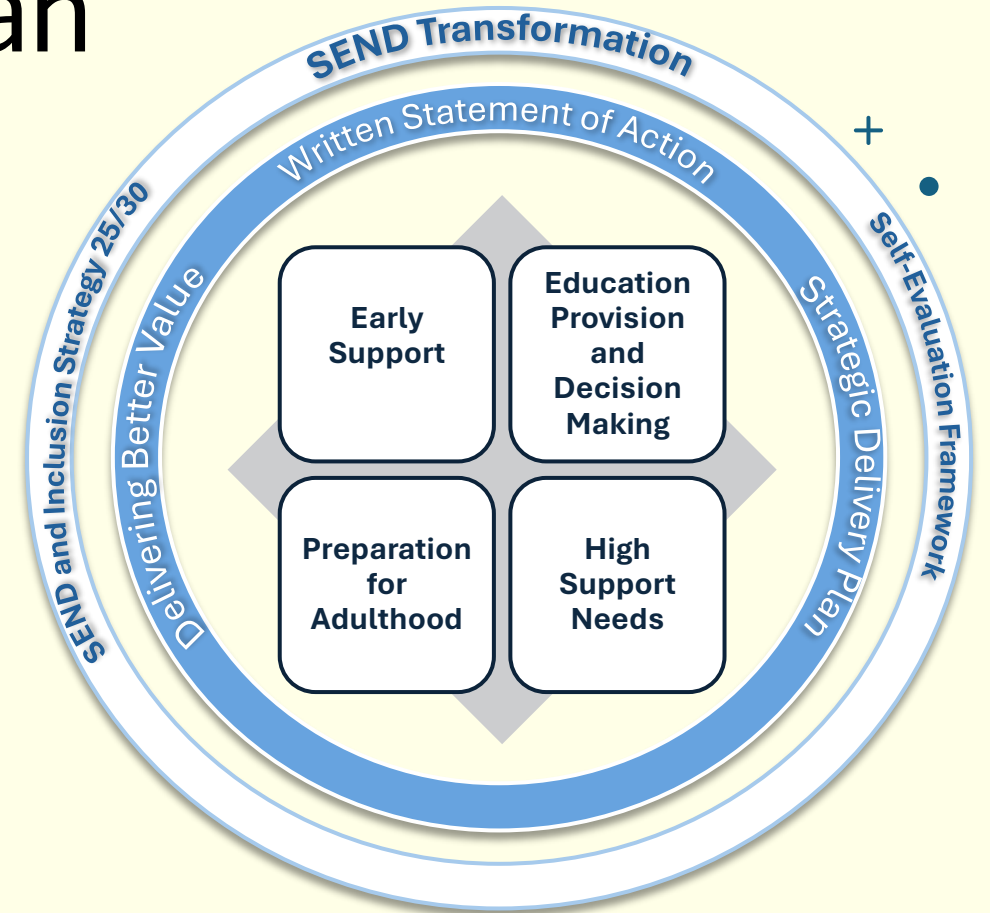 an
SEND Transformation
Written Statement of Action
SEND and Inclusion Strategy 25/30
Delivering Better Value
Self-Evaluation Framework
Strategic Delivery Plan
Early
Support
Education
Provision
and
Decision
Making
Preparation
for
Adulthood
High
Support
Needs